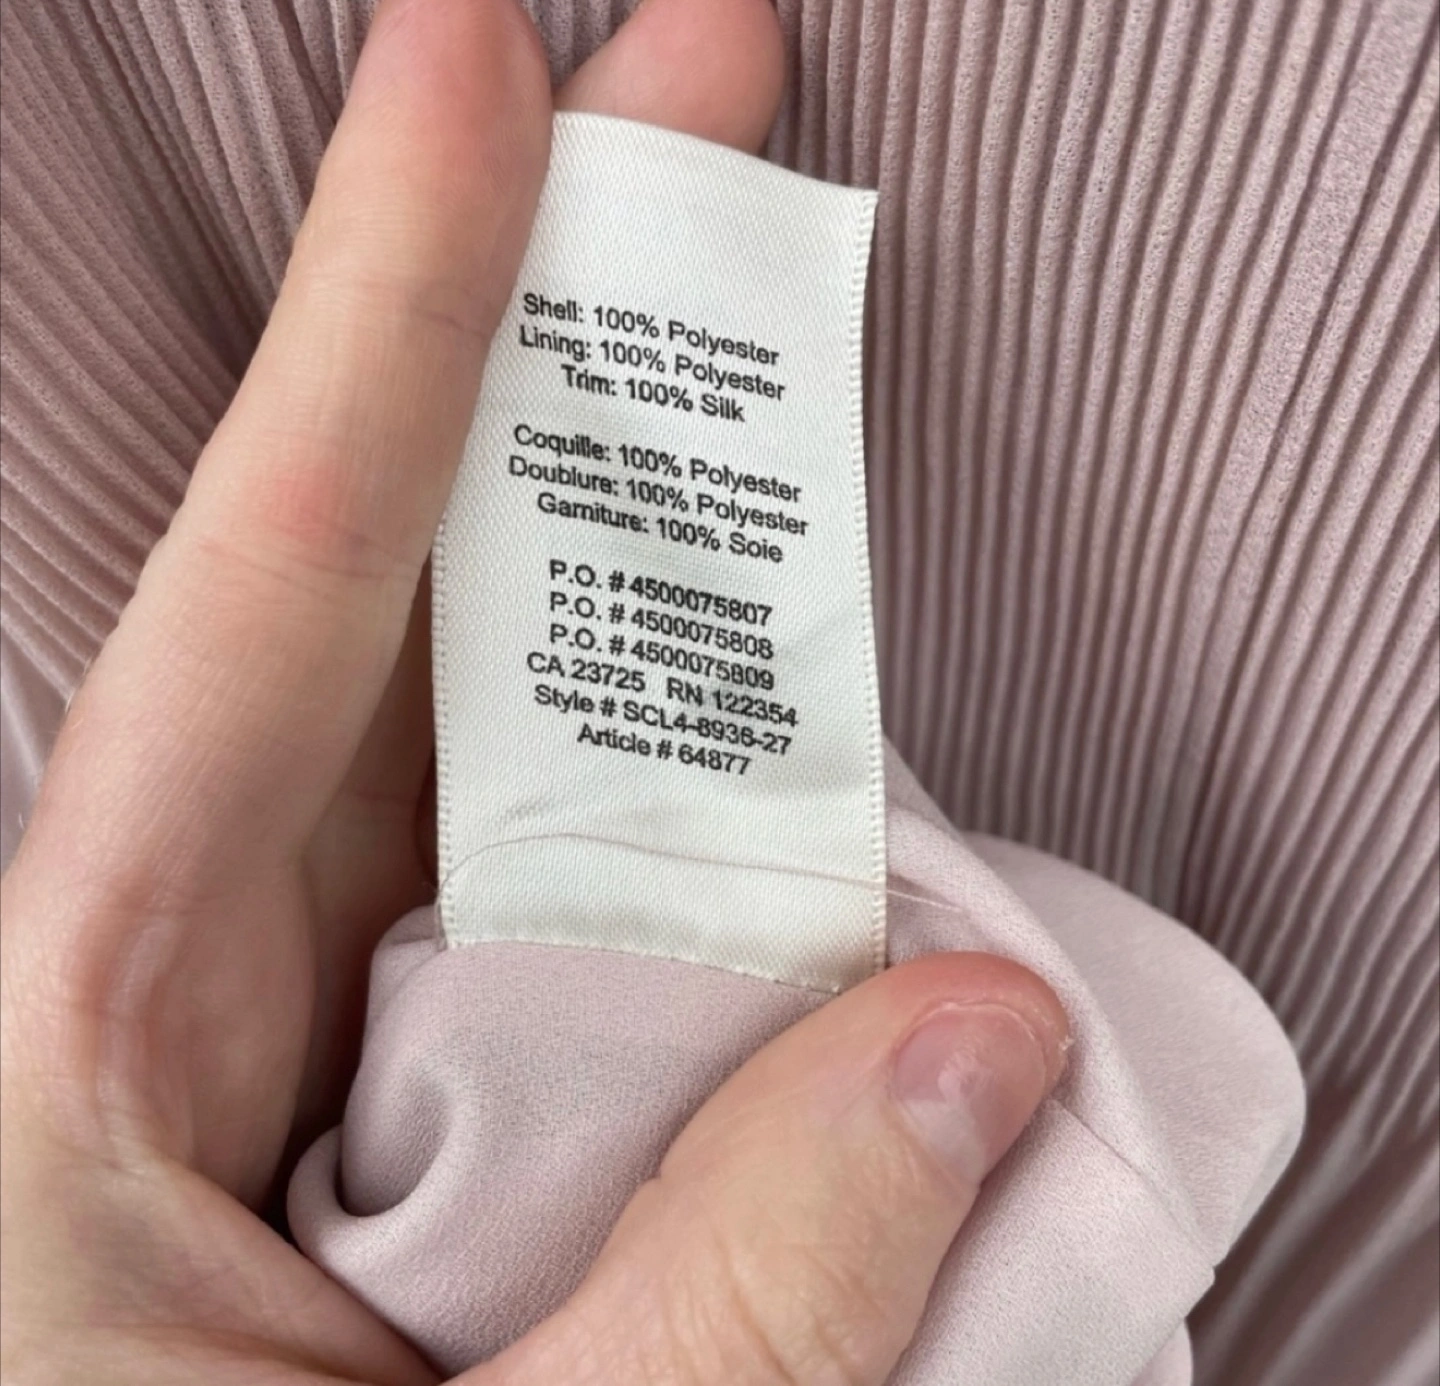 Shell: 100% Polyester
Lining: 100% Polyester
Trim: 100% Silk
Coquille: 100% Polyester
Doublure: 100% Polyester
Garniture: 100% Soie
P.O. # 4500075807
P.O. # 4500075808
P.O. # 4500075809
CA 23725 RN 122354
Style # SCL4-8936-27
Article # 64877